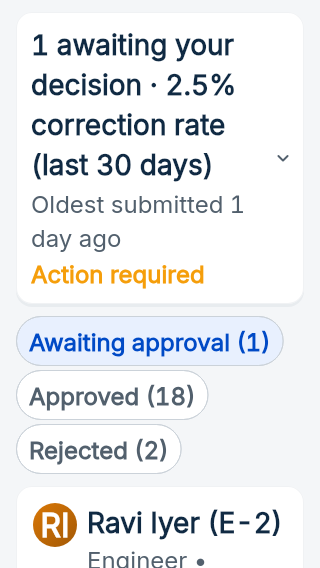 1 awaiting your
decision · 2.5%
correction rate
(last 30 days)
Oldest submitted 1
day ago
Action required
Awaiting approval (1)
Approved (18)
Rejected (2)
RI
Ravi Iyer (E-2)
Engineer •